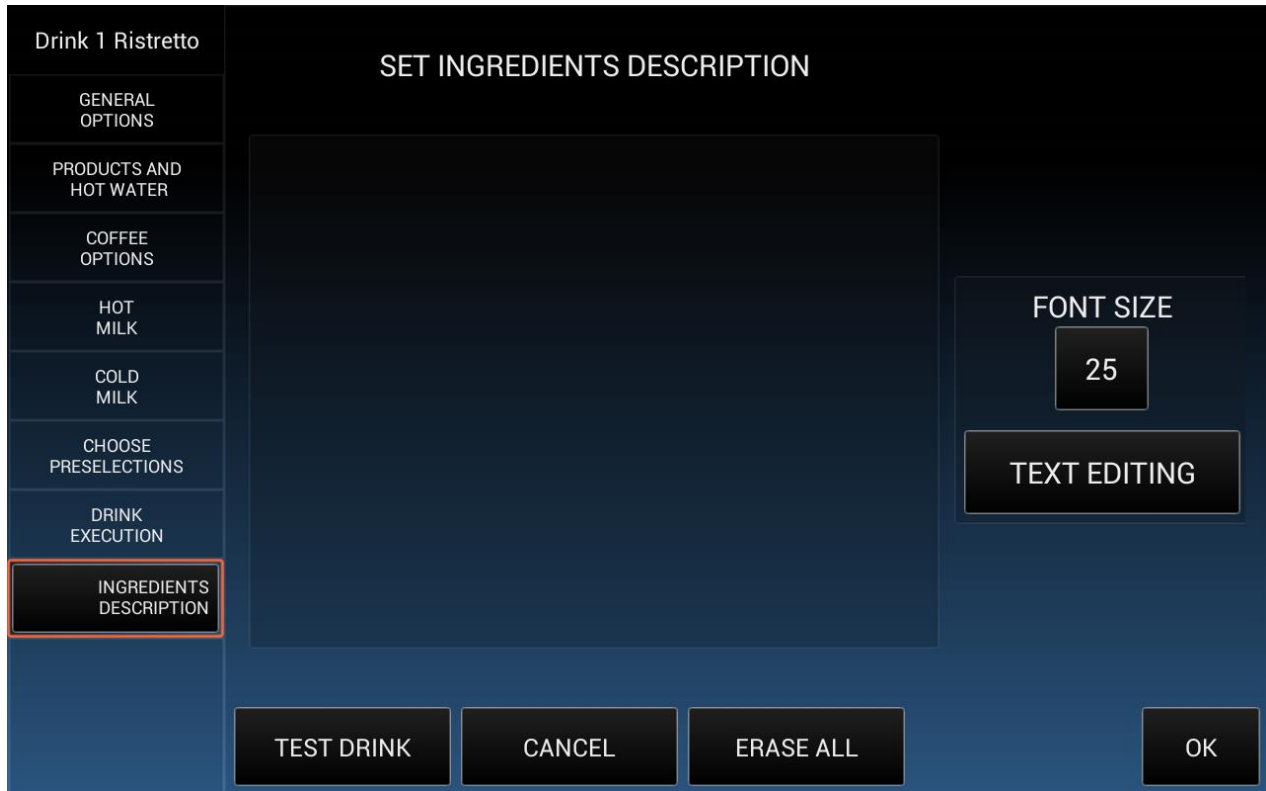 Drink 1 Ristretto
SET INGREDIENTS DESCRIPTION
GENERAL
OPTIONS
PRODUCTS AND
HOT WATER
COFFEE
OPTIONS
HOT
MILK
COLD
MILK
CHOOSE
PRESELECTIONS
DRINK
EXECUTION
INGREDIENTS
DESCRIPTION
FONT SIZE
25
TEXT EDITING
TEST DRINK
CANCEL
ERASE ALL
OK